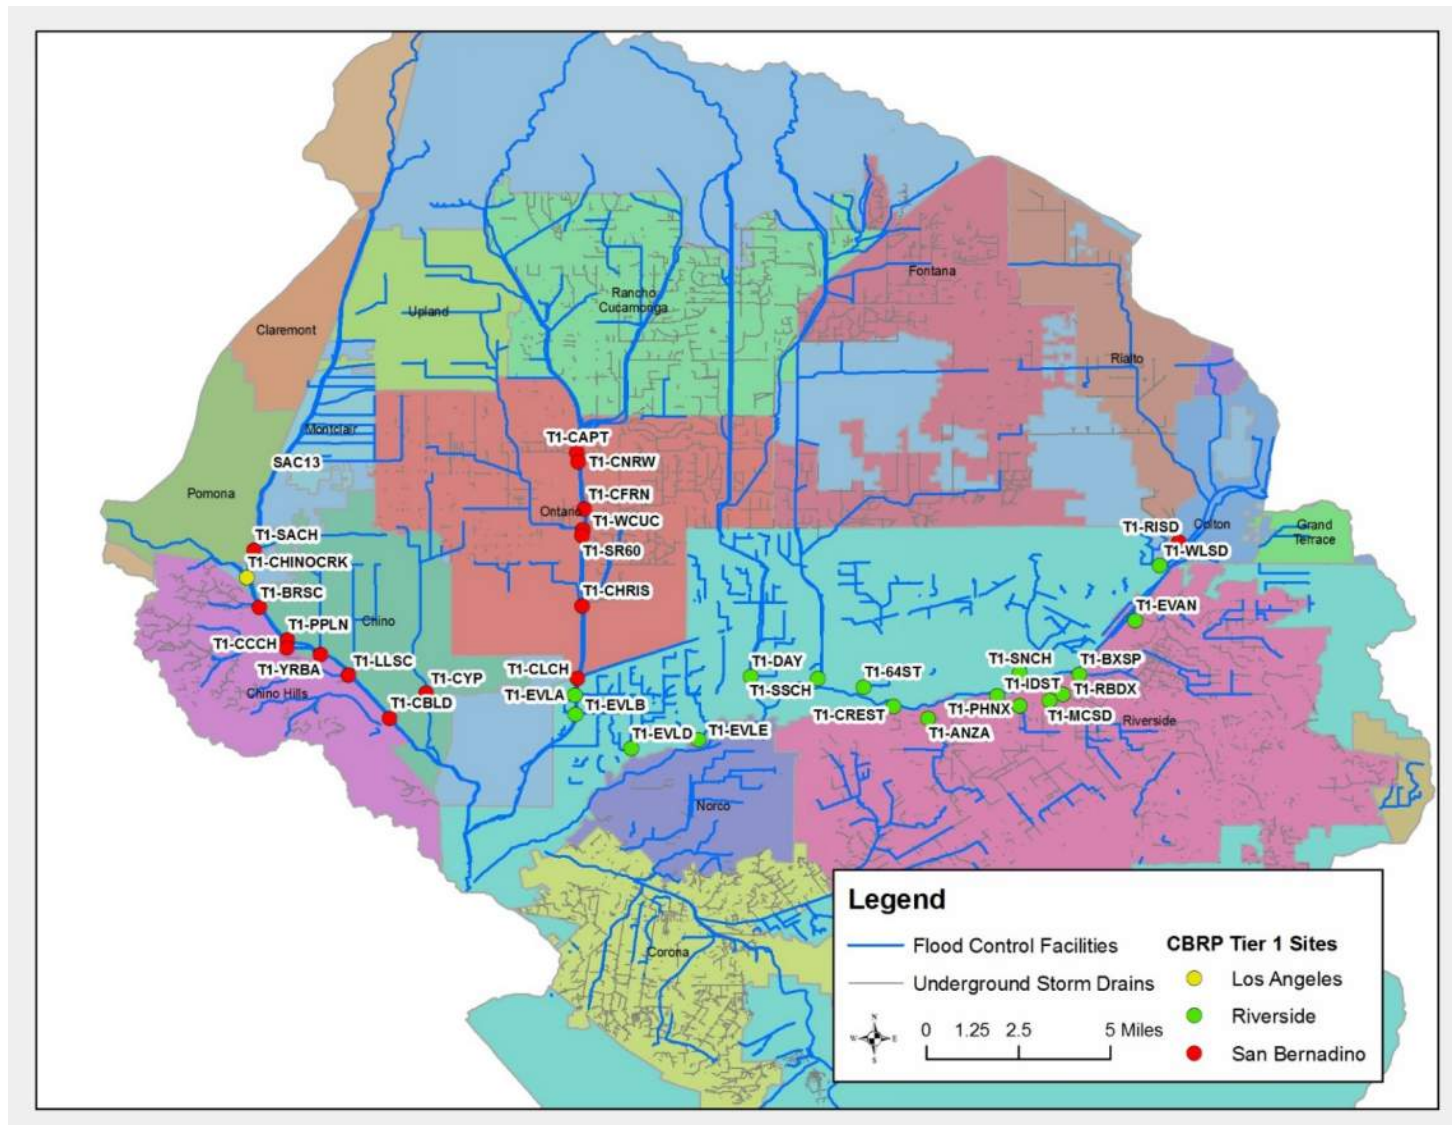 Fontana
Rancho
Cucamonga
Upland
Claremont
Rialto
Montclair
T1-CAPT
SAC13
T1-CNRW
Pomona
T1-CFRN
Ontario
T1-WCUC
T1-RISD
Colton
Grand
Terrace
T1-SACH
T1-SR60
T1-WLSD
T1-CHINOCRK
T1-BRSC
T1-CHRIS
T1-EVAN
T1-PPLN
Chino
T1-CCCH
T1-YRBA
T1-LLSC
T1-CLCH
T1-DAY
T1-SNCH
T1-BXSP
T1-CYP
T1-64ST
Chino Hills
T1-EVLA
T1-SSCH
T1-IDST
T1-RBDX
T1-CBLD
T1-EVLB
T1-CREST
T1-PHNX
T1-MCSD
Riverside
T1-EVLD
T1-EVLE
T1-ANZA
Norco
Corona
Legend
Flood Control Facilities
Underground Storm Drains
N
W
E
S
0 1.25 2.5 5 Miles
CBRP Tier 1 Sites
Los Angeles
Riverside
San Bernadino